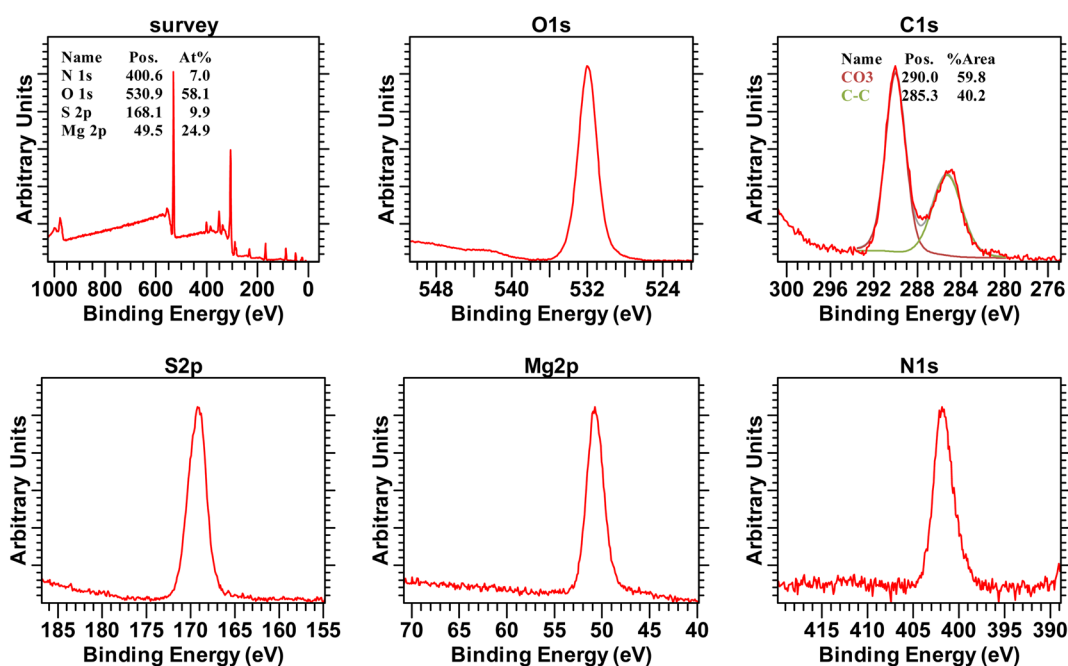 survey
Name Pos. At%
N 1s 400.6 7.0
O 1s 530.9 58.1
S 2p 168.1 9.9
Mg 2p 49.5 24.9
Arbitrary Units
1000 800 600 400 200 0
Binding Energy (eV)
O1s
Arbitrary Units
548 540 532 524
Binding Energy (eV)
C1s
Name Pos. %Area
CO3 290.0 59.8
C-C 285.3 40.2
Arbitrary Units
300 296 292 288 284 280 276
Binding Energy (eV)
S2p
Arbitrary Units
185 180 175 170 165 160 155
Binding Energy (eV)
Mg2p
Arbitrary Units
70 65 60 55 50 45 40
Binding Energy (eV)
N1s
Arbitrary Units
415 410 405 400 395 390
Binding Energy (eV)